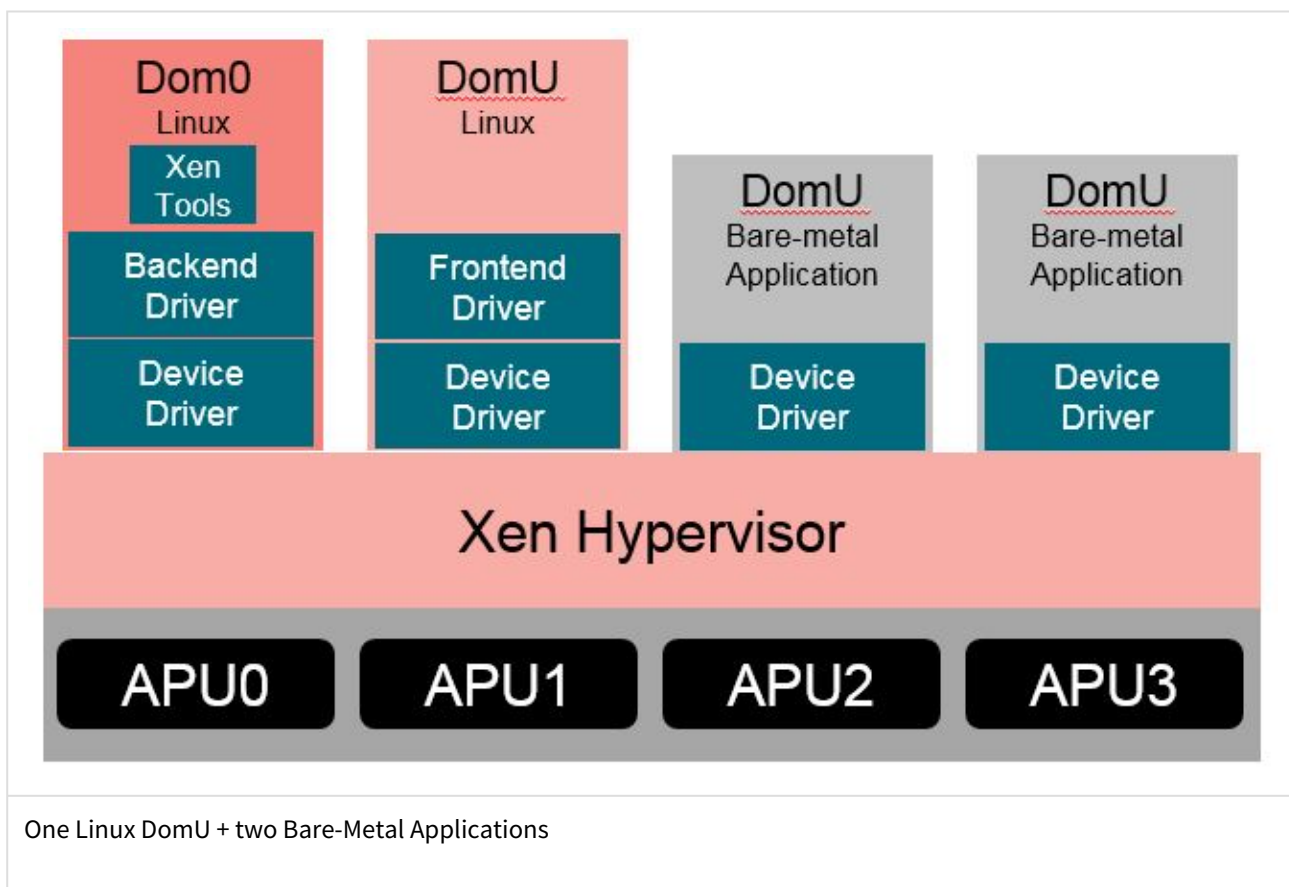 Dom0
Linux
Xen
Tools
Backend
Driver
Device
Driver
DomU
Linux
Frontend
Driver
Device
Driver
DomU
Bare-metal
Application
Device
Driver
DomU
Bare-metal
Application
Device
Driver
Xen Hypervisor
APU0
APU1
APU2
APU3
One Linux DomU + two Bare-Metal Applications